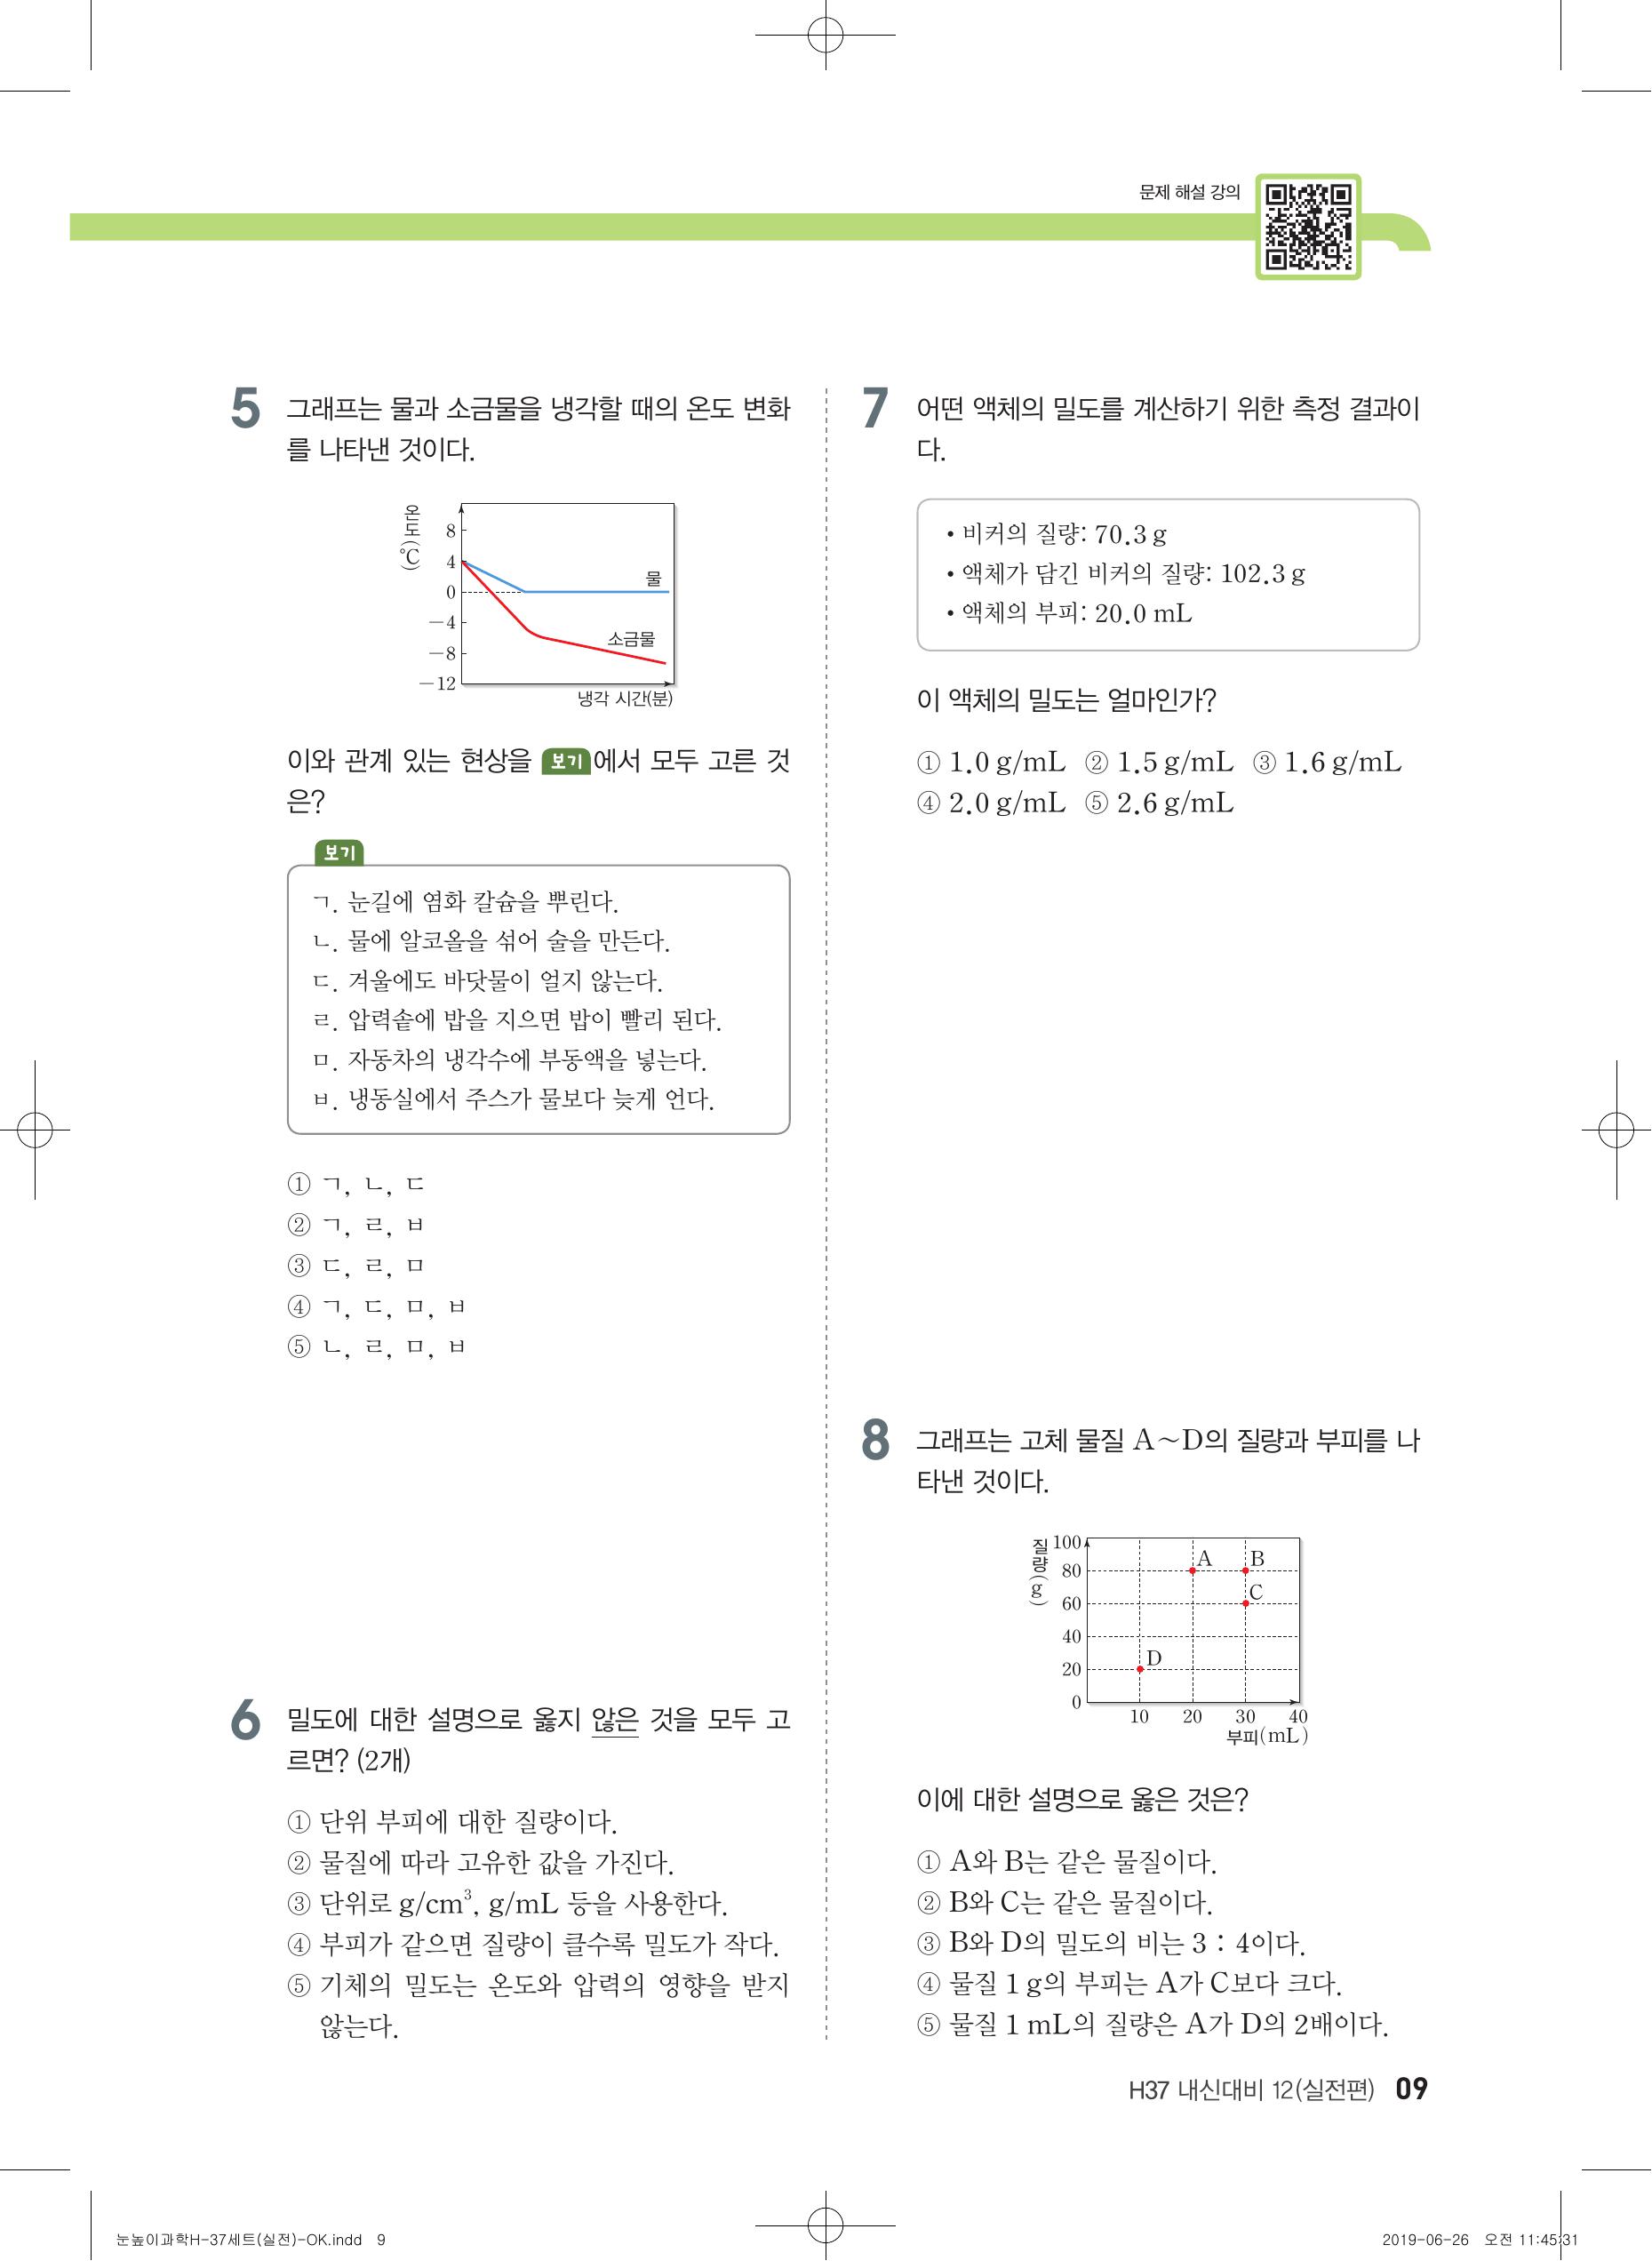 문제 해설 강의
5 그래프는 물과 소금물을 냉각할 때의 온도 변화
를 나타낸 것이다.
온도(℃)
8
4
0
-4
-8
-12
물
소금물
냉각 시간(분)
이와 관계 있는 현상을 보기에서 모두 고른 것
은?
보기
ㄱ. 눈길에 염화 칼슘을 뿌린다.
ㄴ. 물에 알코올을 섞어 술을 만든다.
ㄷ. 겨울에도 바닷물이 얼지 않는다.
ㄹ. 압력솥에 밥을 지으면 밥이 빨리 된다.
ㅁ. 자동차의 냉각수에 부동액을 넣는다.
ㅂ. 냉동실에서 주스가 물보다 늦게 언다.
① ㄱ, ㄴ, ㄷ
② ㄱ, ㄹ, ㅂ
③ ㄷ, ㄹ, ㅁ
④ ㄱ, ㄷ, ㅁ, ㅂ
⑤ ㄴ, ㄹ, ㅁ, ㅂ
6 밀도에 대한 설명으로 옳지 않은 것을 모두 고
르면? (2개)
① 단위 부피에 대한 질량이다.
② 물질에 따라 고유한 값을 가진다.
③ 단위로 g/cm³, g/mL 등을 사용한다.
④ 부피가 같으면 질량이 클수록 밀도가 작다.
⑤ 기체의 밀도는 온도와 압력의 영향을 받지
않는다.
7 어떤 액체의 밀도를 계산하기 위한 측정 결과이
다.
• 비커의 질량: 70.3 g
• 액체가 담긴 비커의 질량: 102.3 g
• 액체의 부피: 20.0 mL
이 액체의 밀도는 얼마인가?
① 1.0 g/mL ② 1.5 g/mL ③ 1.6 g/mL
④ 2.0 g/mL ⑤ 2.6 g/mL
8 그래프는 고체 물질 A~D의 질량과 부피를 나
타낸 것이다.
질량(g)
100
80
60
40
20
0
A
B
C
D
10 20 30 40
부피(mL)
이에 대한 설명으로 옳은 것은?
① A와 B는 같은 물질이다.
② B와 C는 같은 물질이다.
③ B와 D의 밀도의 비는 3 : 4이다.
④ 물질 1 g의 부피는 A가 C보다 크다.
⑤ 물질 1 mL의 질량은 A가 D의 2배이다.
H37 내신대비 12(실전편) 09
눈높이과학H-37세트(실전)-OK.indd 9
2019-06-26 오전 11:45:31